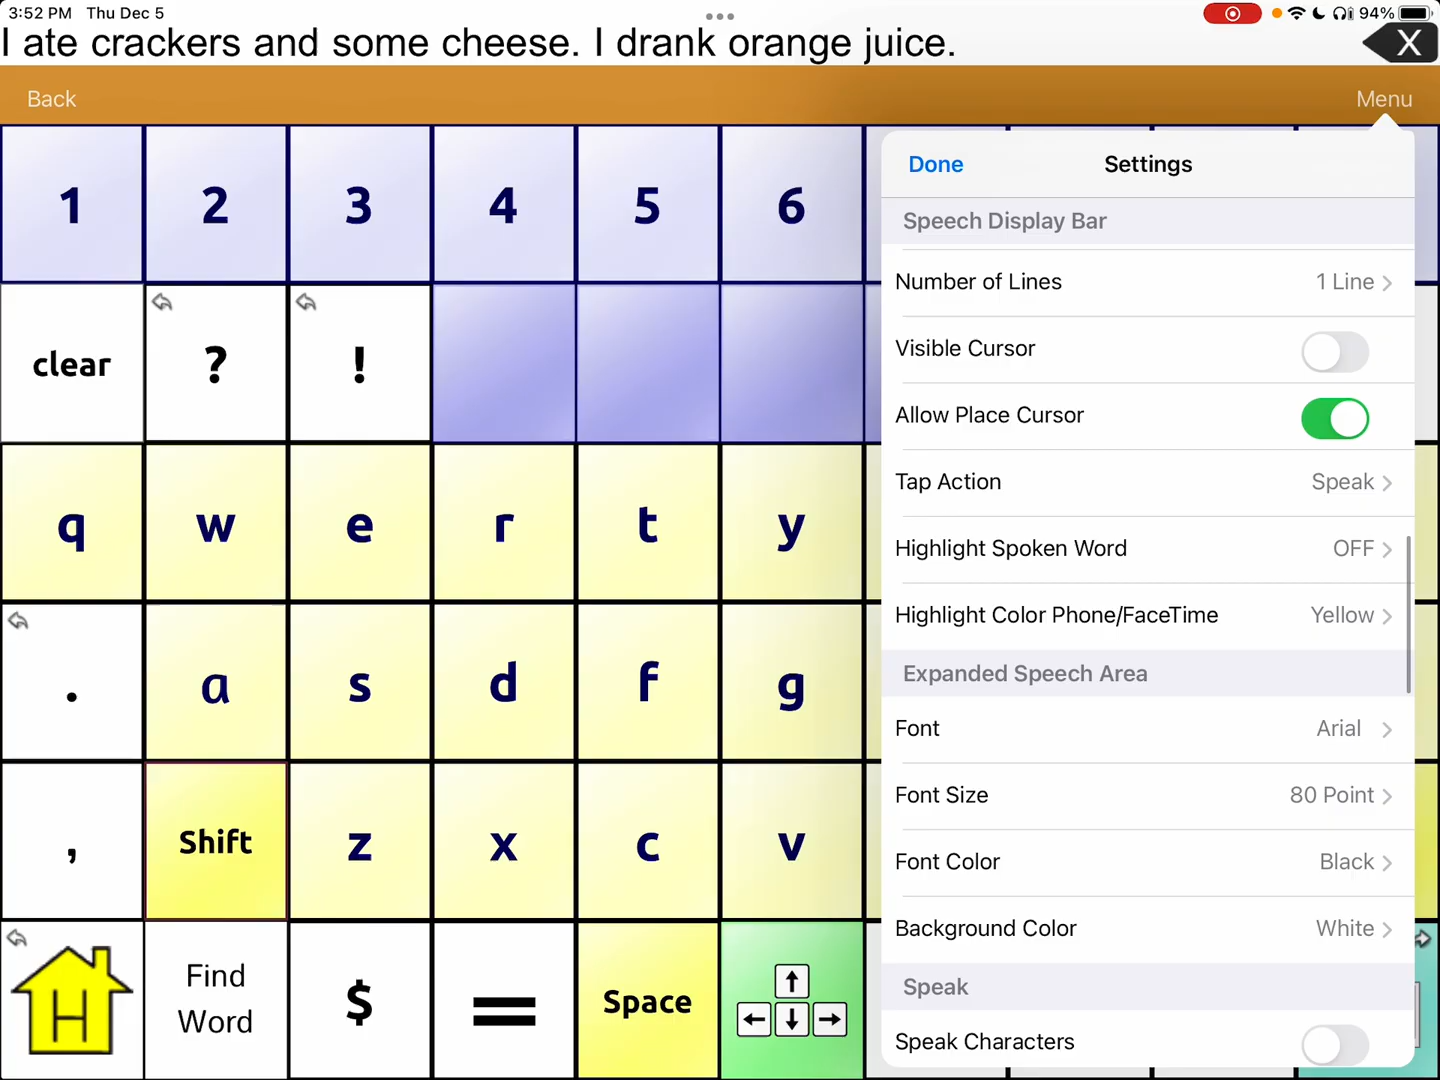 3:52 PM Thu Dec 5
94%
I ate crackers and some cheese. I drank orange juice.
X
Back
Menu
1 2 3 4 5 6
clear ? !
q w e r t y
. a s d f g
, Shift z x c v
H
Find
Word
$ = Space
Done Settings
Speech Display Bar
Number of Lines 1 Line
Visible Cursor
Allow Place Cursor
Tap Action Speak
Highlight Spoken Word OFF
Highlight Color Phone/FaceTime Yellow
Expanded Speech Area
Font Arial
Font Size 80 Point
Font Color Black
Background Color White
Speak
Speak Characters